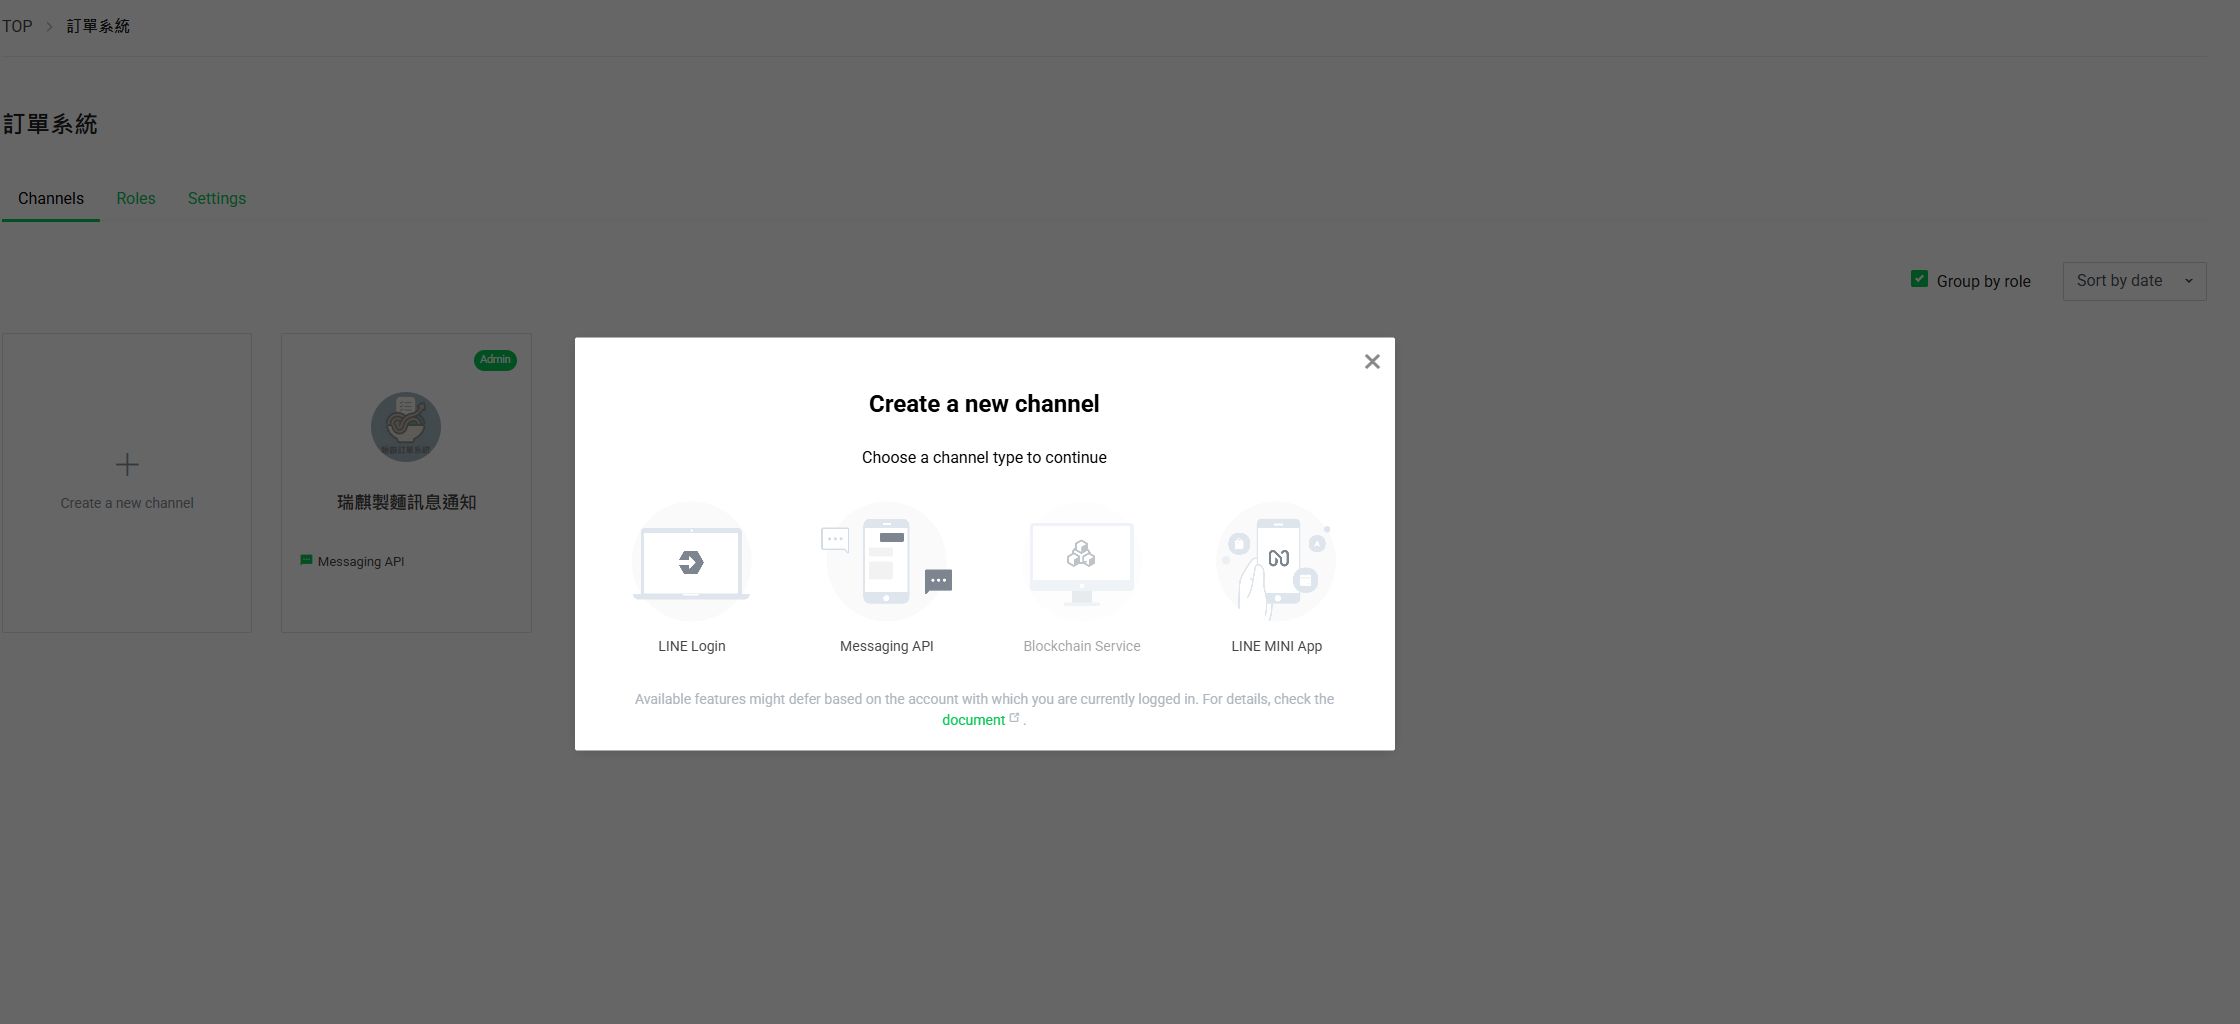 TOP > 訂單系統
訂單系統
Channels Roles Settings
Group by role Sort by date
Create a new channel
Admin
瑞麒製麵訊息通知
Messaging API
Create a new channel
Choose a channel type to continue
LINE Login Messaging API Blockchain Service LINE MINI App
Available features might defer based on the account with which you are currently logged in. For details, check the
document .